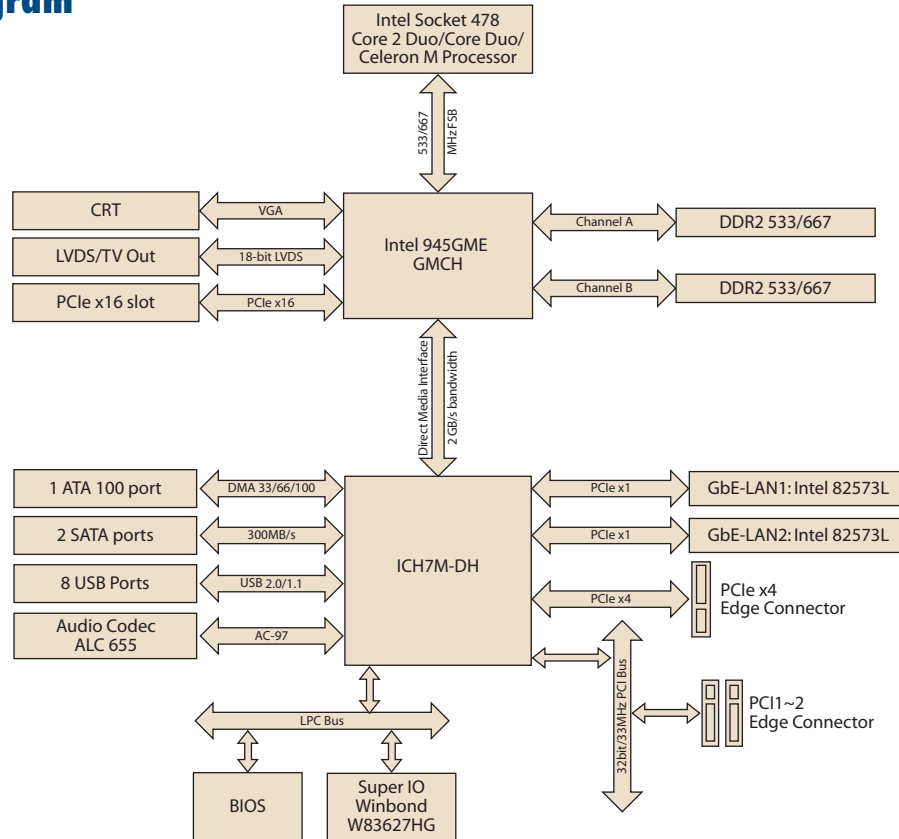 gram
Intel Socket 478
Core 2 Duo/Core Duo/
Celeron M Processor
533/667
MHz FSB
CRT
VGA
LVDS/TV Out
18-bit LVDS
PCIe x16 slot
PCIe x16
Intel 945GME
GMCH
Channel A
DDR2 533/667
Channel B
DDR2 533/667
Direct Media Interface
2 GB/s bandwidth
1 ATA 100 port
DMA 33/66/100
2 SATA ports
300MB/s
8 USB Ports
USB 2.0/1.1
Audio Codec
ALC 655
AC-97
ICH7M-DH
PCIe x1
GbE-LAN1: Intel 82573L
PCIe x1
GbE-LAN2: Intel 82573L
PCIe x4
PCIe x4
Edge Connector
32bit/33MHz PCI Bus
PCI1~2
Edge Connector
LPC Bus
BIOS
Super IO
Winbond
W83627HG